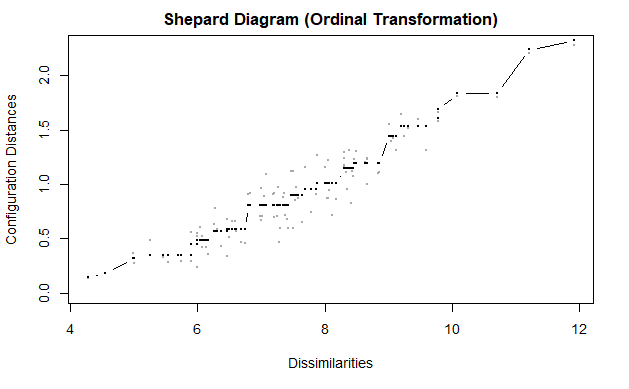 Shepard Diagram (Ordinal Transformation)
Configuration Distances
2.0
1.5
1.0
0.5
0.0
4 6 8 10 12
Dissimilarities